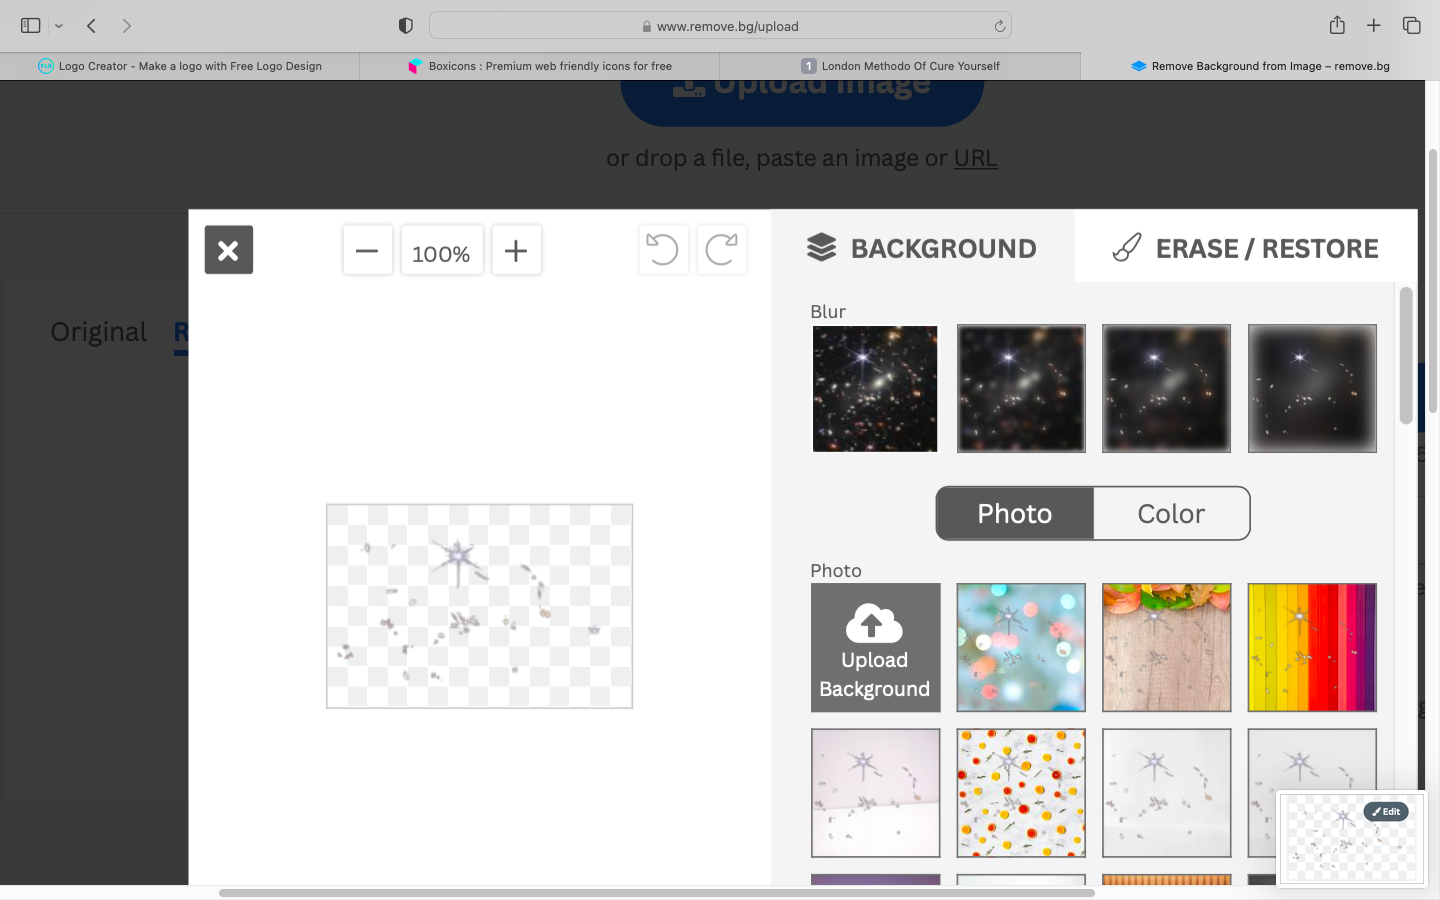 www.remove.bg/upload
FLD Logo Creator - Make a logo with Free Logo Design
Boxicons : Premium web friendly icons for free
1 London Methodo Of Cure Yourself
Remove Background from Image – remove.bg
Upload Image
or drop a file, paste an image or URL
100%
BACKGROUND
ERASE / RESTORE
Original
R
Blur
Photo
Color
Photo
Upload
Background
Edit